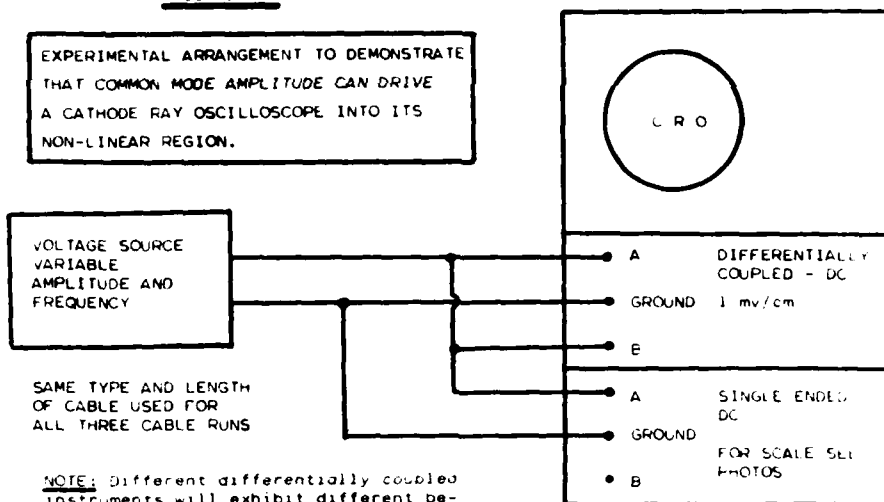 EXPERIMENTAL ARRANGEMENT TO DEMONSTRATE
THAT COMMON MODE AMPLITUDE CAN DRIVE
A CATHODE RAY OSCILLOSCOPE INTO ITS
NON-LINEAR REGION.
C R O
VOLTAGE SOURCE
VARIABLE
AMPLITUDE AND
FREQUENCY
A DIFFERENTIALLY
COUPLED - DC
GROUND 1 mv/cm
B
SAME TYPE AND LENGTH
OF CABLE USED FOR
ALL THREE CABLE RUNS
A SINGLE ENDED
DC
GROUND
FOR SCALE SEE
PHOTOS
B
NOTE: Different differentially coupled
instruments will exhibit different be-